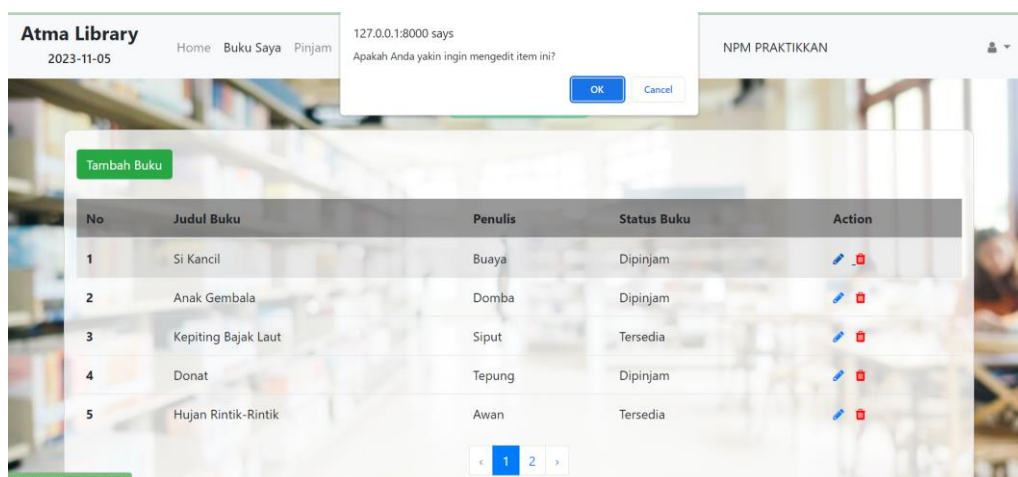 Atma Library
2023-11-05
Home Buku Saya Pinjam
127.0.0.1:8000 says
Apakah Anda yakin ingin mengedit item ini?
OK Cancel
NPM PRAKTIKKAN
Tambah Buku
No Judul Buku Penulis Status Buku Action
1 Si Kancil Buaya Dipinjam
2 Anak Gembala Domba Dipinjam
3 Kepiting Bajak Laut Siput Tersedia
4 Donat Tepung Dipinjam
5 Hujan Rintik-Rintik Awan Tersedia
‹ 1 2 ›